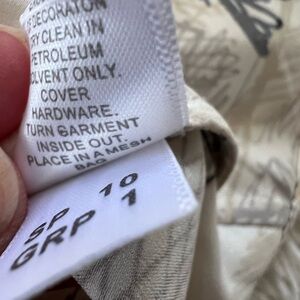 DECORATON
DRY CLEAN IN
PETROLEUM
SOLVENT ONLY.
COVER
HARDWARE.
TURN GARMENT
INSIDE OUT.
PLACE IN A MESH
BAG
SP 10
GRP 1